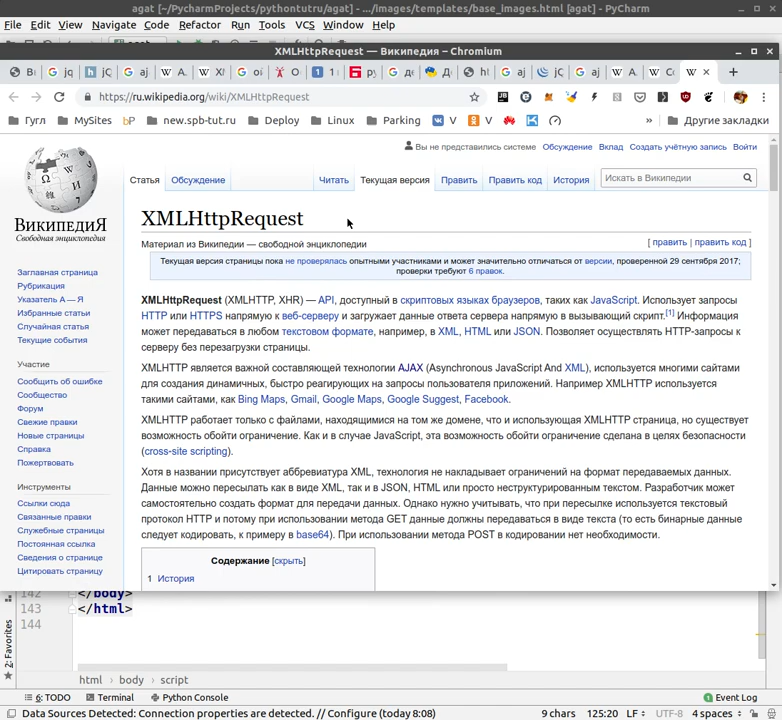 agat [~/PycharmProjects/pythontutru/agat] - .../images/templates/base_images.html [agat] - PyCharm
File Edit View Navigate Code Refactor Run Tools VCS Window Help
XMLHttpRequest — Википедия – Chromium
https://ru.wikipedia.org/wiki/XMLHttpRequest
Гугл MySites bP new.spb-tut.ru Deploy Linux Parking V V » Другие закладки
Вы не представились системе Обсуждение Вклад Создать учётную запись Войти
Статья Обсуждение Читать Текущая версия Править Править код История Искать в Википедии
ВИКИПЕДИЯ
Свободная энциклопедия
XMLHttpRequest
Материал из Википедии — свободной энциклопедии [ править | править код ]
Текущая версия страницы пока не проверялась опытными участниками и может значительно отличаться от версии, проверенной 29 сентября 2017;
проверки требуют 6 правок.
Заглавная страница
Рубрикация
Указатель А — Я
Избранные статьи
Случайная статья
Текущие события
Участие
Сообщить об ошибке
Сообщество
Форум
Свежие правки
Новые страницы
Справка
Пожертвовать
Инструменты
Ссылки сюда
Связанные правки
Служебные страницы
Постоянная ссылка
Сведения о странице
Цитировать страницу
XMLHttpRequest (XMLHTTP, XHR) — API, доступный в скриптовых языках браузеров, таких как JavaScript. Использует запросы
HTTP или HTTPS напрямую к веб-серверу и загружает данные ответа сервера напрямую в вызывающий скрипт.[1] Информация
может передаваться в любом текстовом формате, например, в XML, HTML или JSON. Позволяет осуществлять HTTP-запросы к
серверу без перезагрузки страницы.
XMLHTTP является важной составляющей технологии AJAX (Asynchronous JavaScript And XML), используется многими сайтами
для создания динамичных, быстро реагирующих на запросы пользователя приложений. Например XMLHTTP используется
такими сайтами, как Bing Maps, Gmail, Google Maps, Google Suggest, Facebook.
XMLHTTP работает только с файлами, находящимися на том же домене, что и использующая XMLHTTP страница, но существует
возможность обойти ограничение. Как и в случае JavaScript, эта возможность обойти ограничение сделана в целях безопасности
(cross-site scripting).
Хотя в названии присутствует аббревиатура XML, технология не накладывает ограничений на формат передаваемых данных.
Данные можно пересылать как в виде XML, так и в JSON, HTML или просто неструктурированным текстом. Разработчик может
самостоятельно создать формат для передачи данных. Однако нужно учитывать, что при пересылке используется текстовый
протокол HTTP и потому при использовании метода GET данные должны передаваться в виде текста (то есть бинарные данные
следует кодировать, к примеру в base64). При использовании метода POST в кодировании нет необходимости.
Содержание [скрыть]
1 История
142 </body>
143 </html>
144
2: Favorites
html › body › script
6: TODO Terminal Python Console Event Log
Data Sources Detected: Connection properties are detected. // Configure (today 8:08) 9 chars 125:20 LF UTF-8 4 spaces